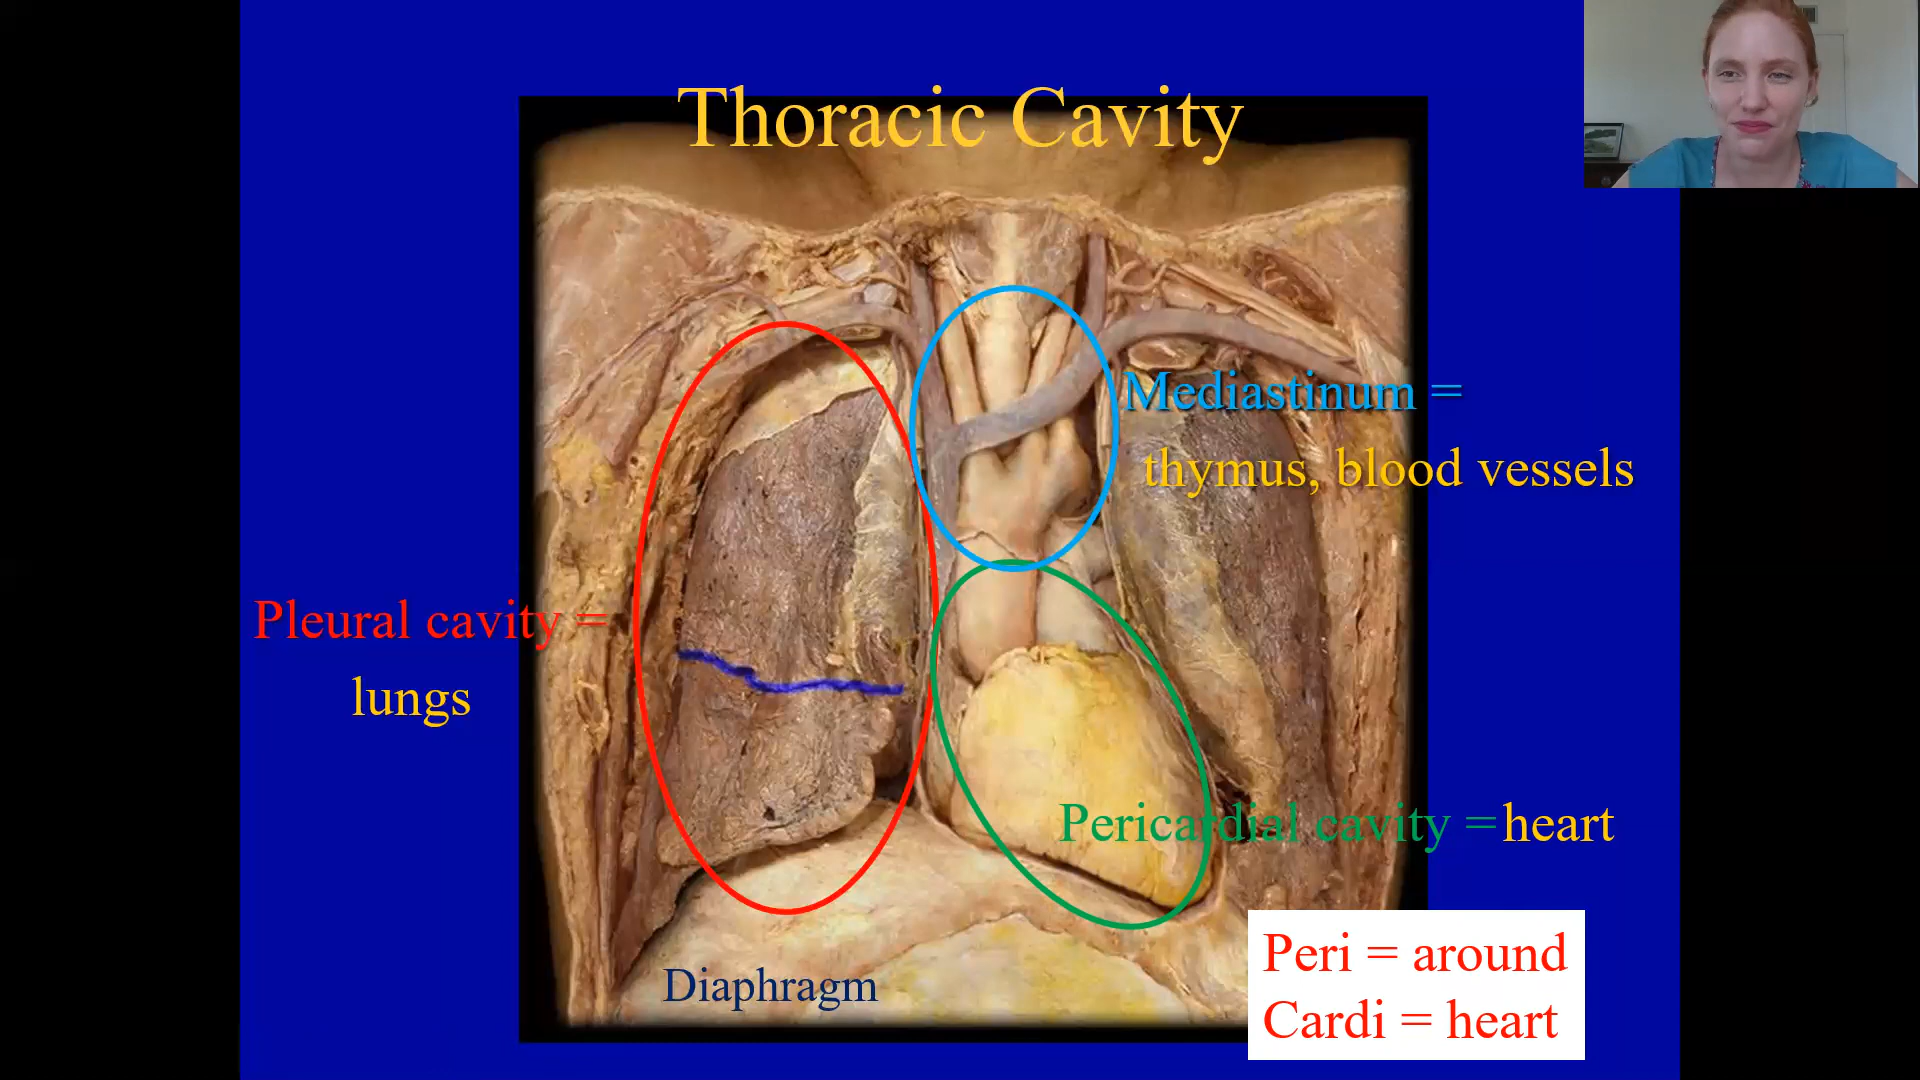 Thoracic Cavity
Mediastinum =
thymus, blood vessels
Pleural cavity =
lungs
Pericardial cavity = heart
Diaphragm
Peri = around
Cardi = heart